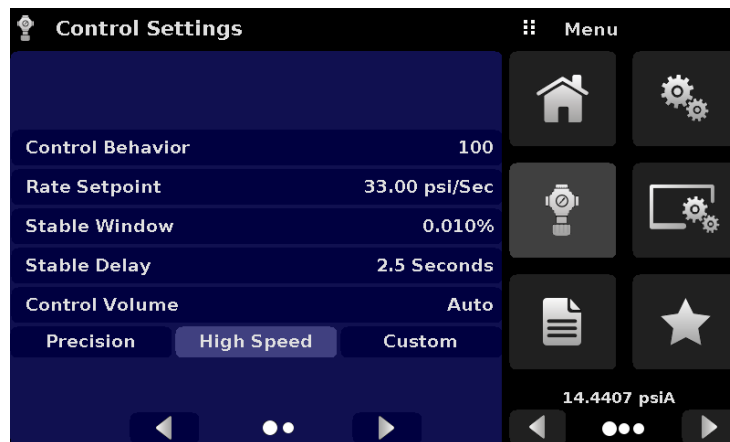 Control Settings
Menu
Control Behavior 100
Rate Setpoint 33.00 psi/Sec
Stable Window 0.010%
Stable Delay 2.5 Seconds
Control Volume Auto
Precision High Speed Custom
14.4407 psiA